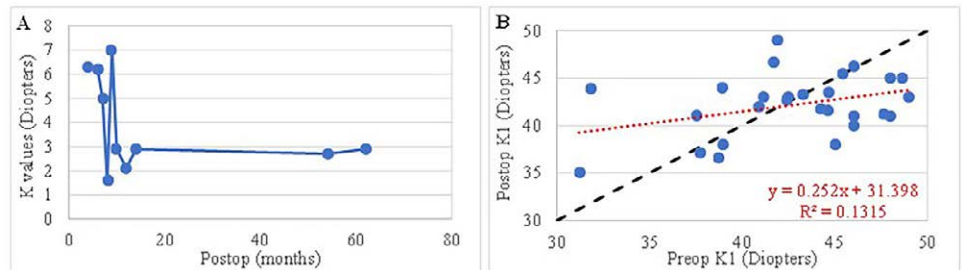 A
K values (Diopters)
8
7
6
5
4
3
2
1
0
0 20 40 60 80
Postop (months)
B
Postop K1 (Diopters)
50
45
40
35
30
y = 0.252x + 31.398
R² = 0.1315
30 35 40 45 50
Preop K1 (Diopters)